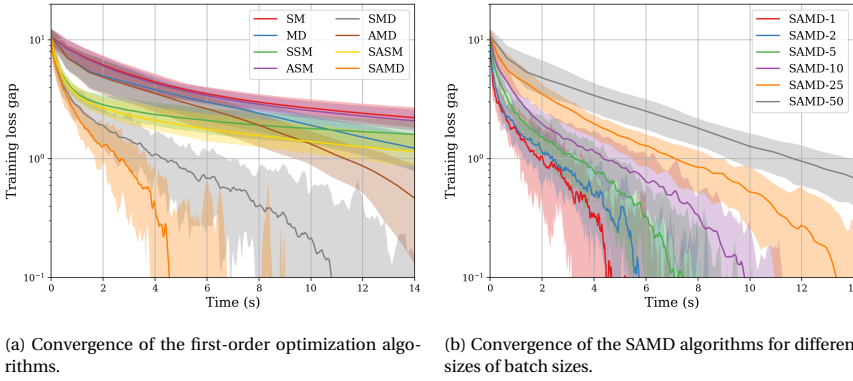 10¹
10⁰
10⁻¹
Training loss gap
SM
MD
SSM
ASM
SMD
AMD
SASM
SAMD
0 2 4 6 8 10 12 14
Time (s)
10¹
10⁰
10⁻¹
Training loss gap
SAMD-1
SAMD-2
SAMD-5
SAMD-10
SAMD-25
SAMD-50
0 2 4 6 8 10 12 14
Time (s)
(a) Convergence of the first-order optimization algo-
rithms.
(b) Convergence of the SAMD algorithms for differen
sizes of batch sizes.